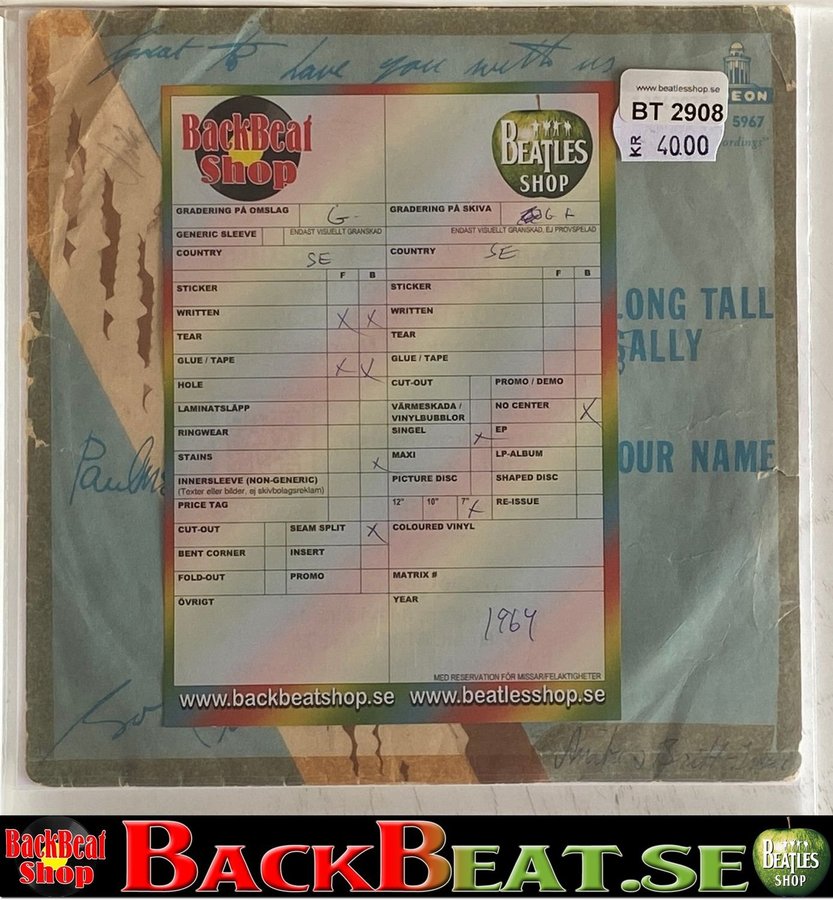 Great to have you with us
www.beatlesshop.se
BT 2908
KR 40.00
EON
5967
ordings"
BackBeat
Shop
BEATLES
SHOP
GRADERING PÅ OMSLAG G-
GRADERING PÅ SKIVA G+
GENERIC SLEEVE ENDAST VISUELLT GRANSKAD
ENDAST VISUELLT GRANSKAD, EJ PROVSPELAD
COUNTRY SE
COUNTRY SE
F B
F B
STICKER
STICKER
WRITTEN X X
WRITTEN
TEAR
TEAR
GLUE / TAPE X X
GLUE / TAPE
HOLE
CUT-OUT PROMO / DEMO
LAMINATSLÄPP
VÄRMESKADA /
VINYLBUBBLOR
NO CENTER X
RINGWEAR
SINGEL X EP
STAINS X
MAXI LP-ALBUM
INNERSLEEVE (NON-GENERIC)
(Texter eller bilder, ej skivbolagsreklam)
PICTURE DISC SHAPED DISC
PRICE TAG
12" 10" 7" X RE-ISSUE
CUT-OUT SEAM SPLIT X
COLOURED VINYL
BENT CORNER INSERT
FOLD-OUT PROMO
MATRIX #
ÖVRIGT
YEAR
1964
MED RESERVATION FÖR MISSAR/FELAKTIGHETER
www.backbeatshop.se www.beatlesshop.se
LONG TALL
SALLY
OUR NAME
Paul
BackBeat
Shop
BACKBEAT.SE
BEATLES
SHOP